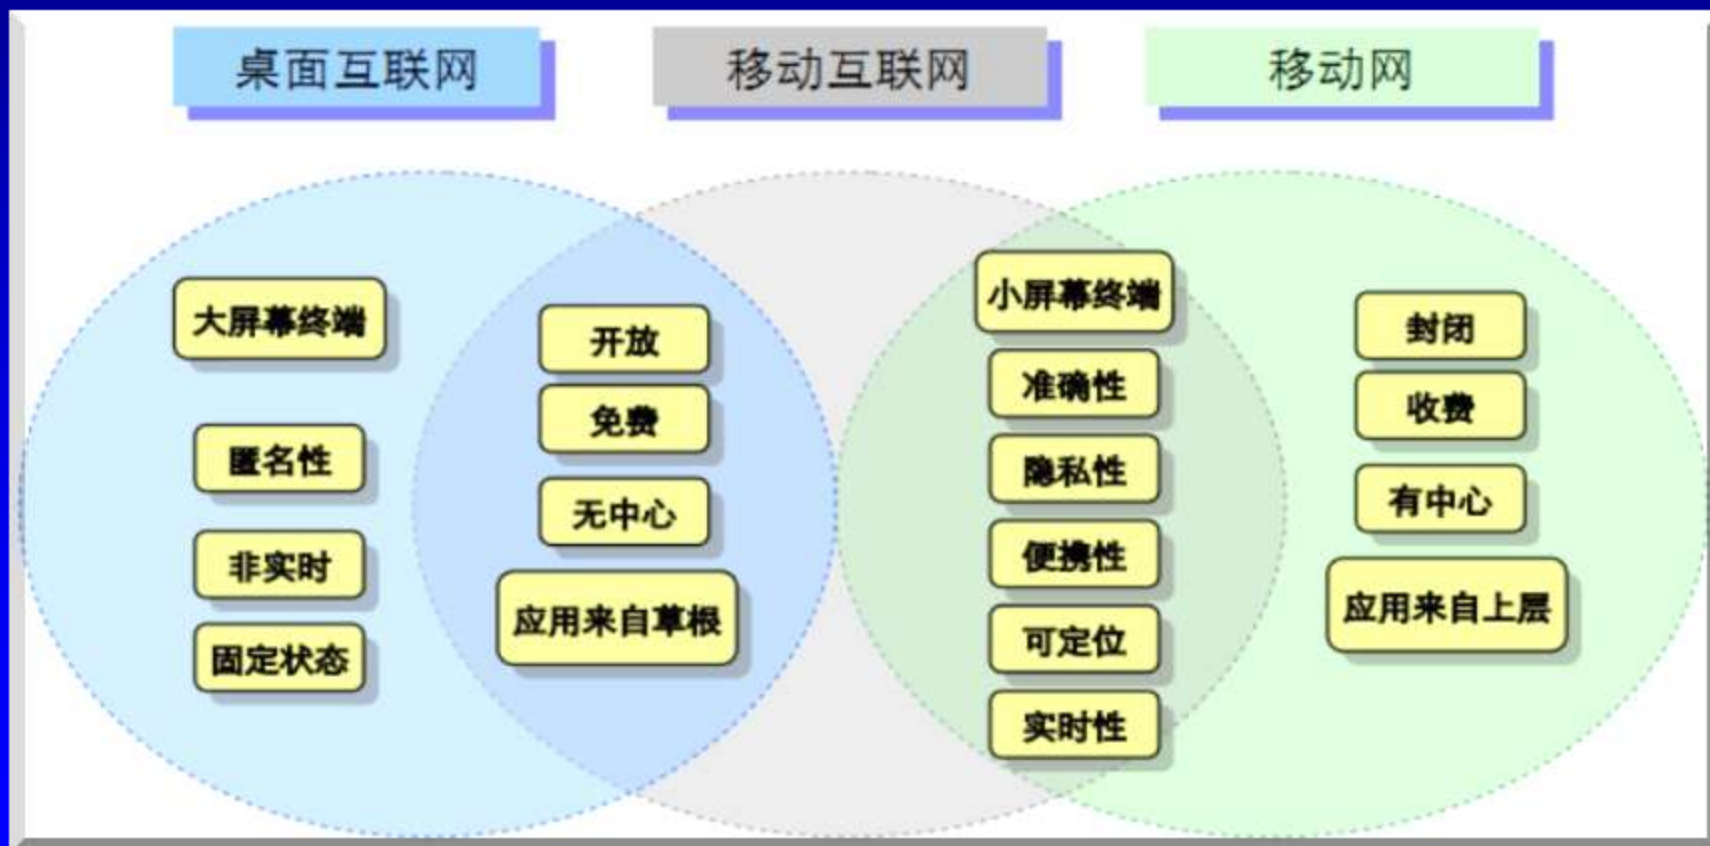 桌面互联网
移动互联网
移动网
大屏幕终端
匿名性
非实时
固定状态
开放
免费
无中心
应用来自草根
小屏幕终端
准确性
隐私性
便携性
可定位
实时性
封闭
收费
有中心
应用来自上层